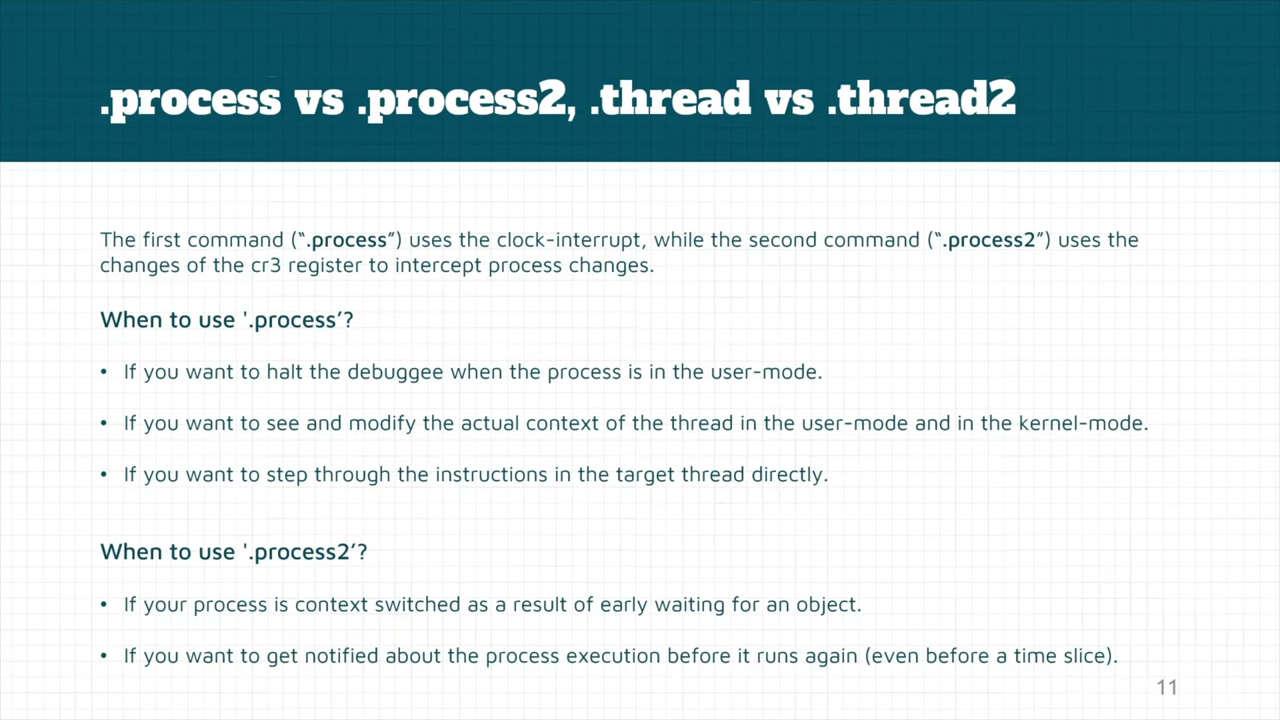 .process vs .process2, .thread vs .thread2
The first command (“.process”) uses the clock-interrupt, while the second command (“.process2”) uses the
changes of the cr3 register to intercept process changes.
When to use '.process’?
• If you want to halt the debuggee when the process is in the user-mode.
• If you want to see and modify the actual context of the thread in the user-mode and in the kernel-mode.
• If you want to step through the instructions in the target thread directly.
When to use '.process2’?
• If your process is context switched as a result of early waiting for an object.
• If you want to get notified about the process execution before it runs again (even before a time slice).
11